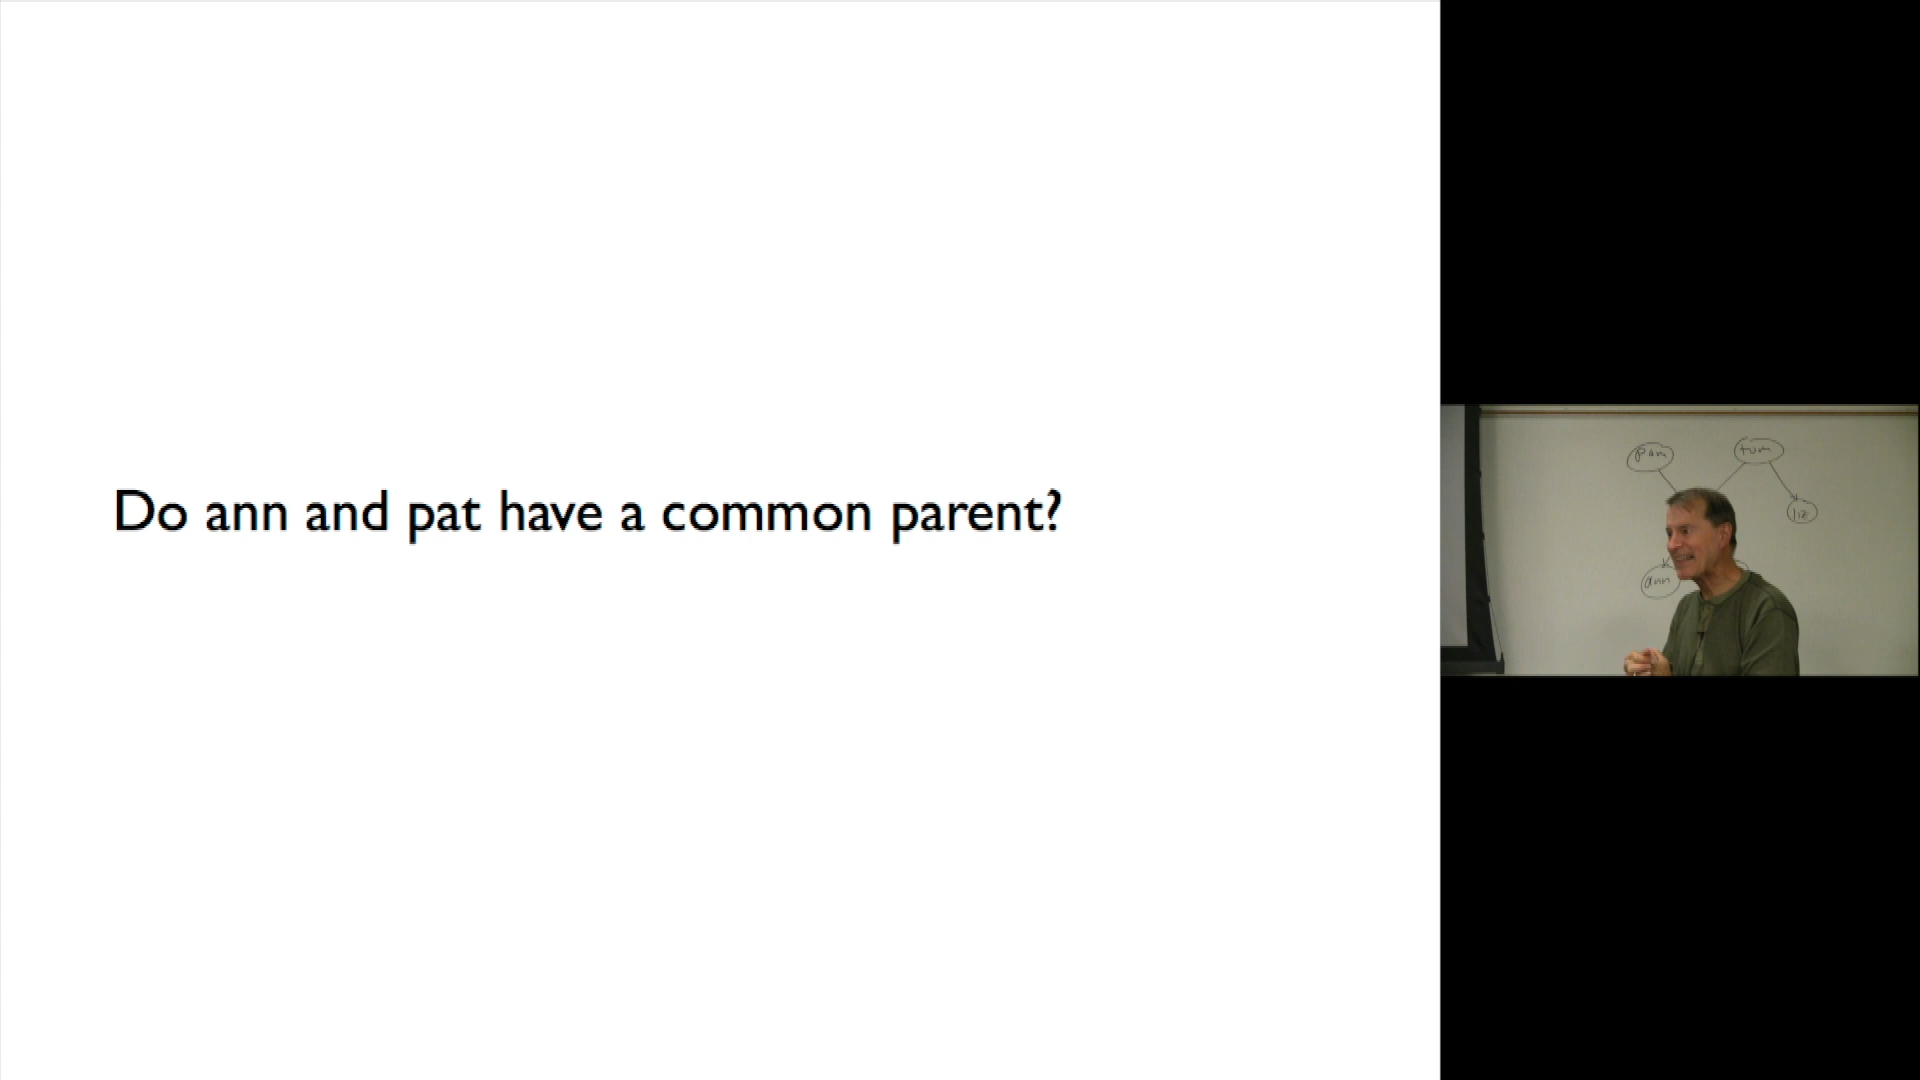 Do ann and pat have a common parent?
pam
tom
liz
ann